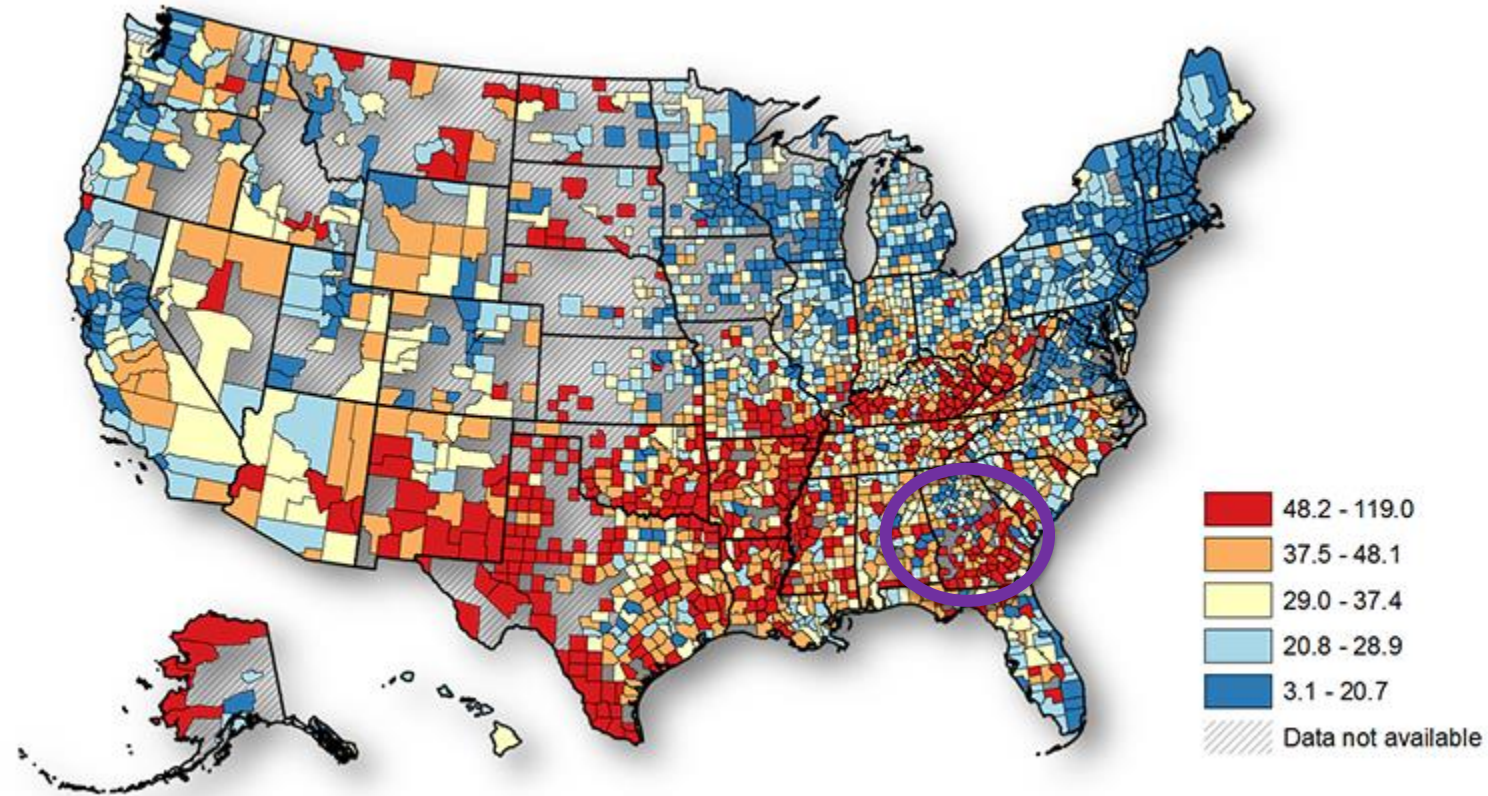 48.2 - 119.0
37.5 - 48.1
29.0 - 37.4
20.8 - 28.9
3.1 - 20.7
Data not available